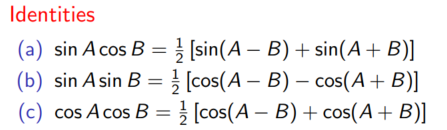 Identities
(a) sin A cos B = ½ [sin(A − B) + sin(A + B)]
(b) sin A sin B = ½ [cos(A − B) − cos(A + B)]
(c) cos A cos B = ½ [cos(A − B) + cos(A + B)]